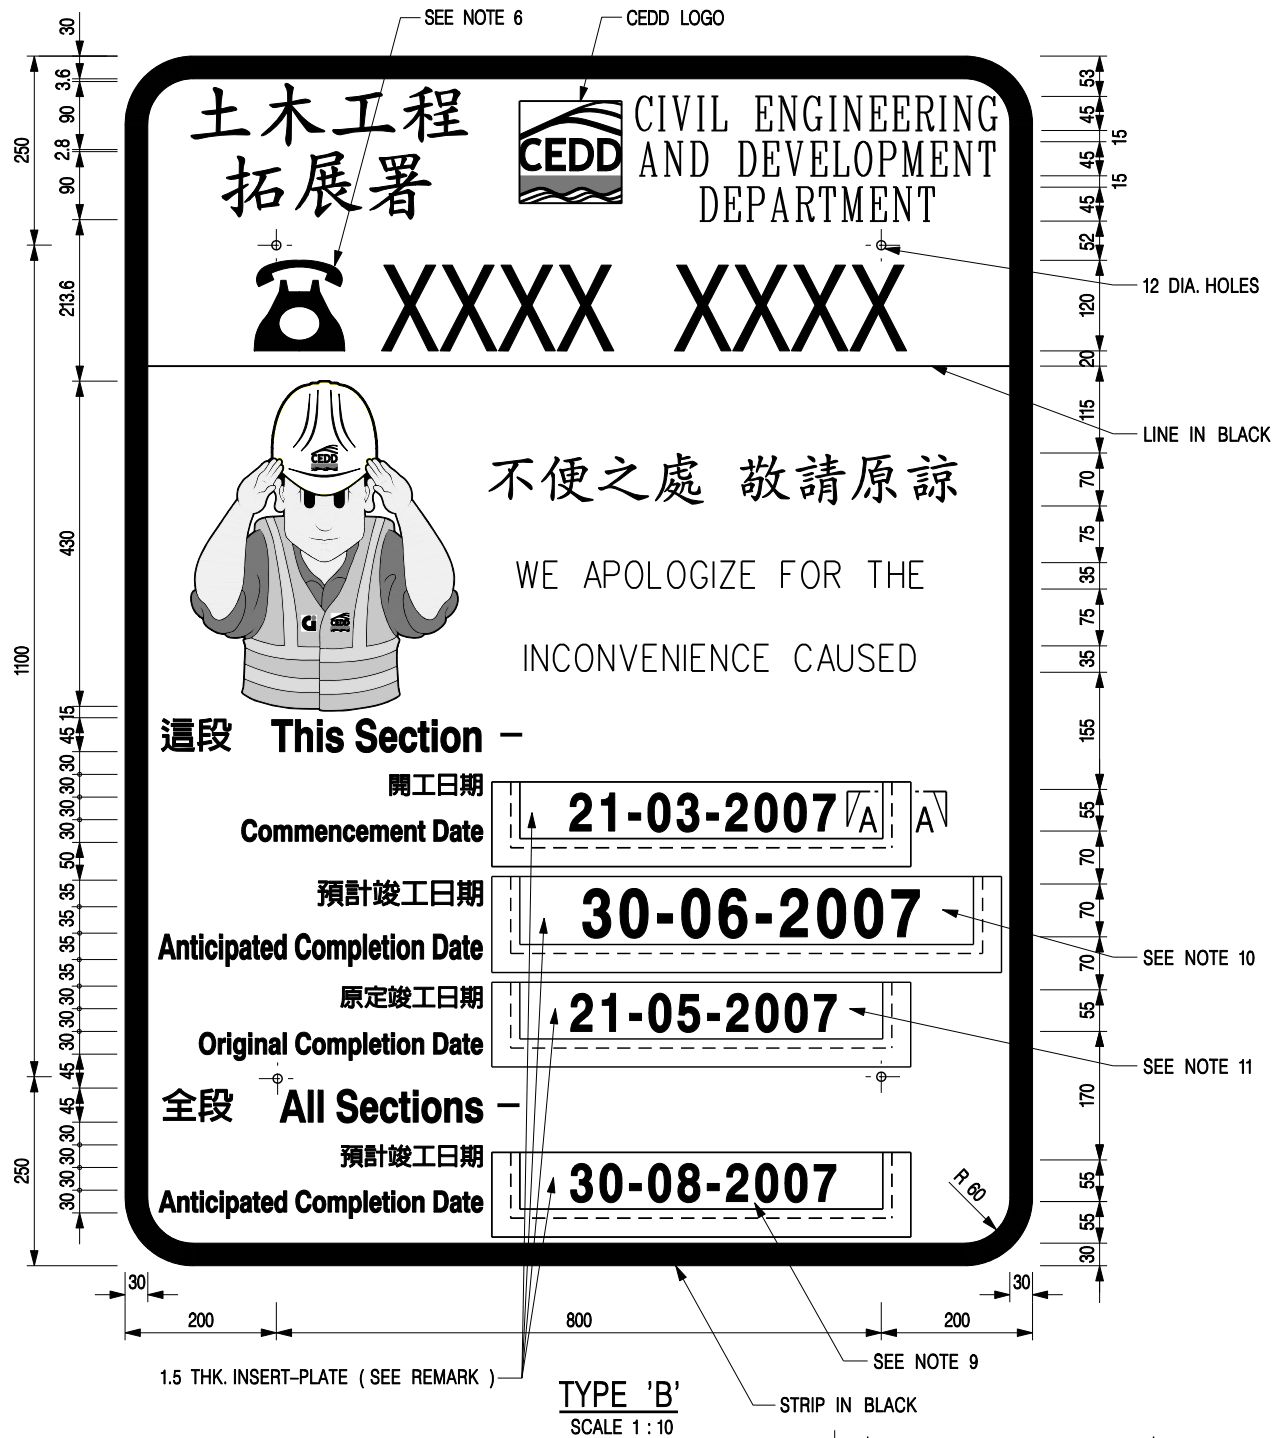 SEE NOTE 6
CEDD LOGO
土木工程
拓展署
CEDD
CIVIL ENGINEERING
AND DEVELOPMENT
DEPARTMENT
XXXX XXXX
12 DIA. HOLES
LINE IN BLACK
CEDD
不便之處 敬請原諒
WE APOLOGIZE FOR THE
INCONVENIENCE CAUSED
CEDD
這段 This Section –
開工日期
Commencement Date
21-03-2007
A A
預計竣工日期
Anticipated Completion Date
30-06-2007
SEE NOTE 10
原定竣工日期
Original Completion Date
21-05-2007
SEE NOTE 11
全段 All Sections –
預計竣工日期
Anticipated Completion Date
30-08-2007
R 60
30
3.6
90
2.8
90
213.6
430
15
45
30
30
30
30
50
35
35
35
35
30
30
30
45
45
30
30
30
30
250
1100
250
53
45
15
45
15
45
52
120
20
115
70
75
35
75
35
155
55
70
70
70
55
170
55
55
30
30
30
200
800
200
1.5 THK. INSERT–PLATE ( SEE REMARK )
SEE NOTE 9
STRIP IN BLACK
TYPE 'B'
SCALE 1 : 10